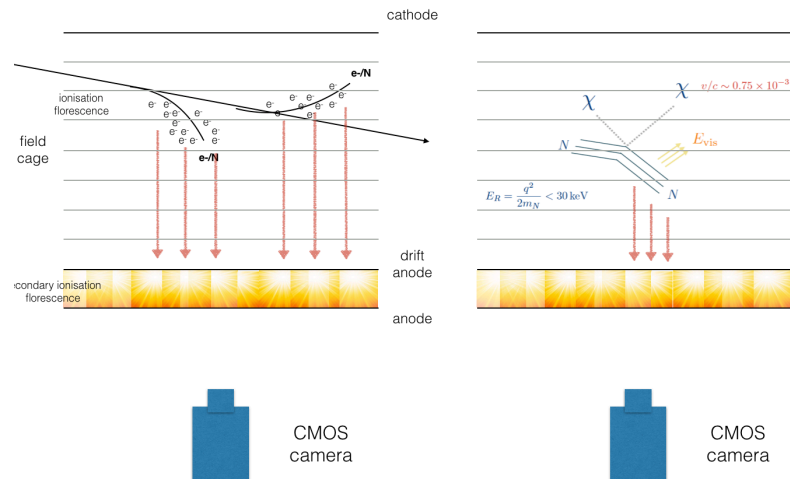 cathode
e-/N
ionisation
florescence
e- e- e- e- e- e- e- e-
e- e- e- e- e- e- e- e- e- e- e- e-
field
cage
e-/N
drift
anode
condary ionisation
florescence
anode
CMOS
camera
χ
χ
v/c ∼ 0.75 × 10⁻³
N
E_vis
N
E_R = q²/2m_N < 30 keV
CMOS
camera